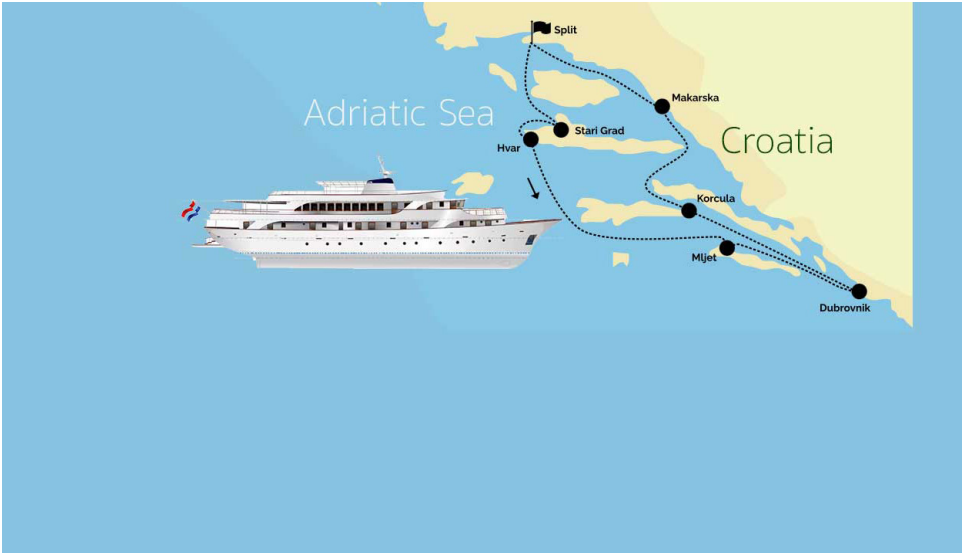 Split
Adriatic Sea
Makarska
Stari Grad
Croatia
Hvar
Korcula
Mljet
Dubrovnik